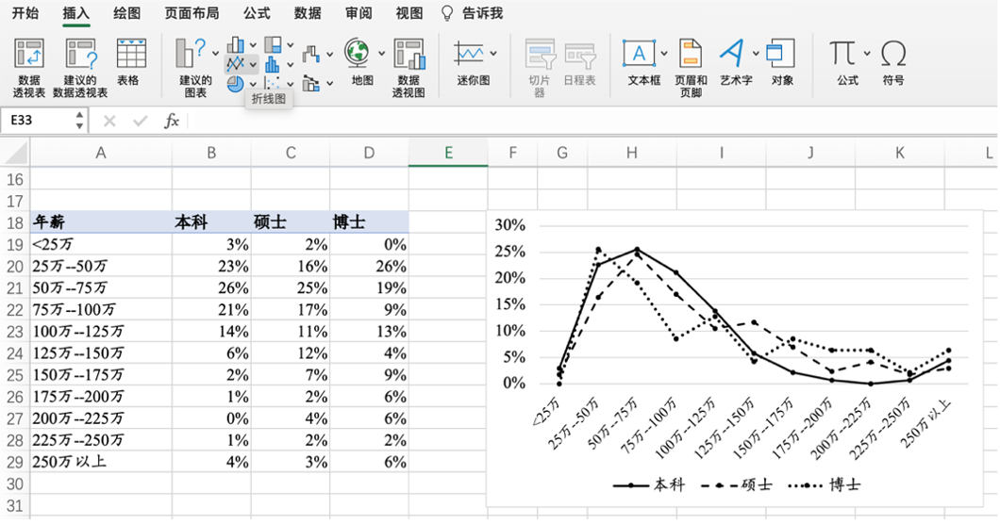 开始 插入 绘图 页面布局 公式 数据 审阅 视图 告诉我
数据 透视表 建议的 数据透视表 表格 建议的 图表 折线图 地图 数据 透视图 迷你图 切片 器 日程表 文本框 页眉和 页脚 艺术字 对象 公式 符号
E33 fx
A B C D E F G H I J K L
16
17
18 年薪 本科 硕士 博士
19 <25万 3% 2% 0%
20 25万--50万 23% 16% 26%
21 50万--75万 26% 25% 19%
22 75万--100万 21% 17% 9%
23 100万--125万 14% 11% 13%
24 125万--150万 6% 12% 4%
25 150万--175万 2% 7% 9%
26 175万--200万 1% 2% 6%
27 200万--225万 0% 4% 6%
28 225万--250万 1% 2% 2%
29 250万以上 4% 3% 6%
30
31
30%
25%
20%
15%
10%
5%
0%
<25万 25万--50万 50万--75万 75万--100万 100万--125万 125万--150万 150万--175万 175万--200万 200万--225万 225万--250万 250万以上
本科 硕士 博士